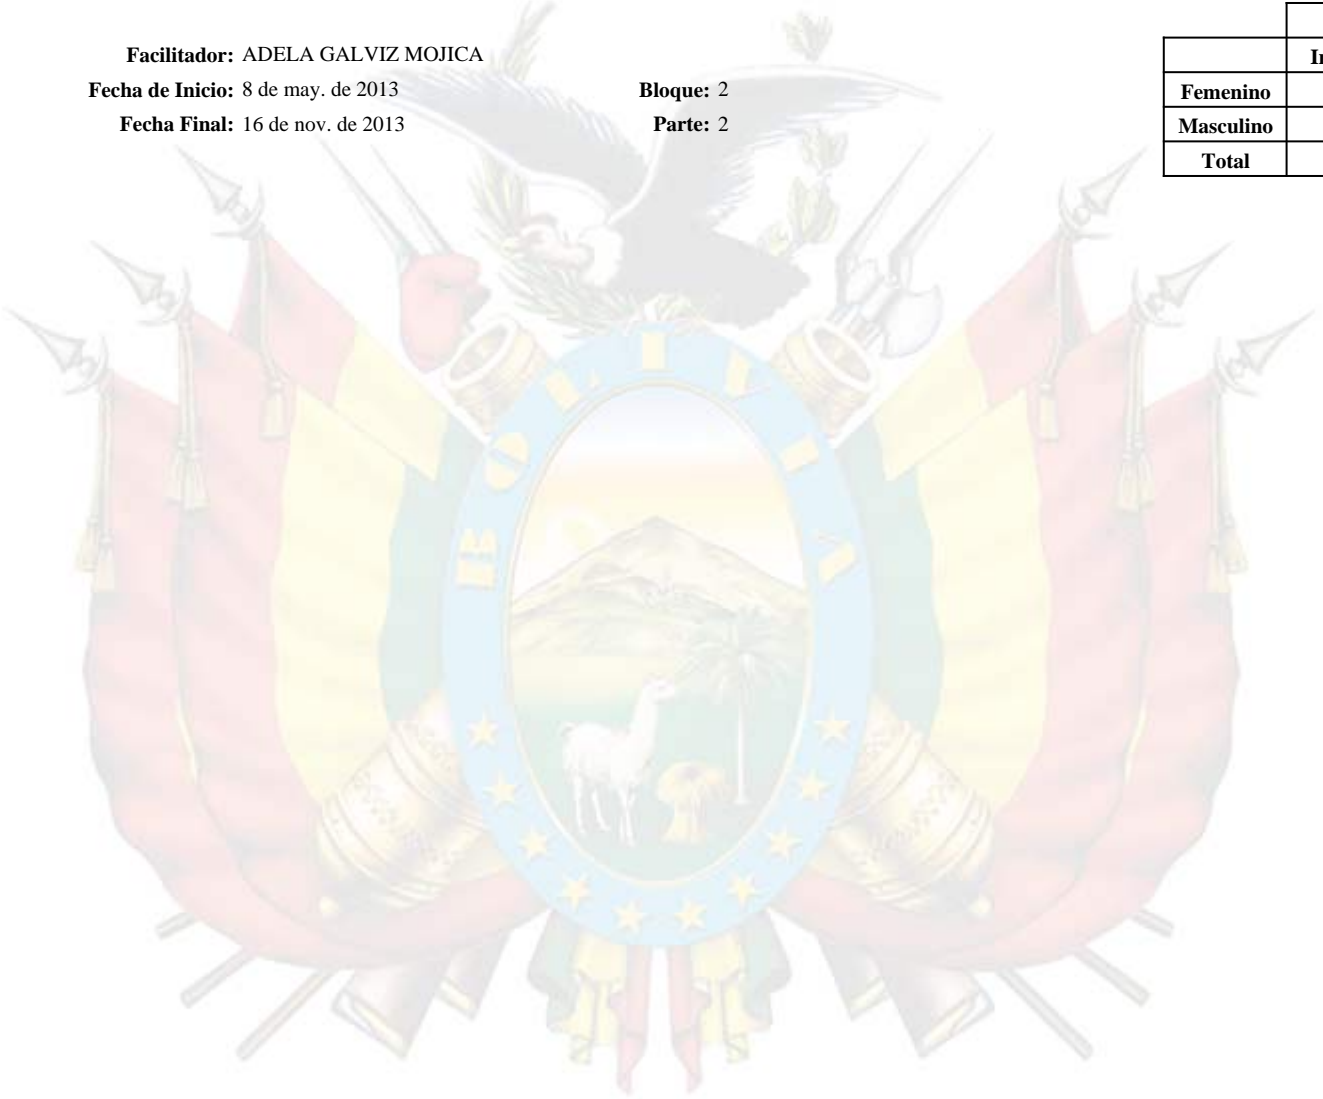 Facilitador: ADELA GALVIZ MOJICA
Fecha de Inicio: 8 de may. de 2013 Bloque: 2
Fecha Final: 16 de nov. de 2013 Parte: 2
Femenino
Masculino
Total
BOLIVIA